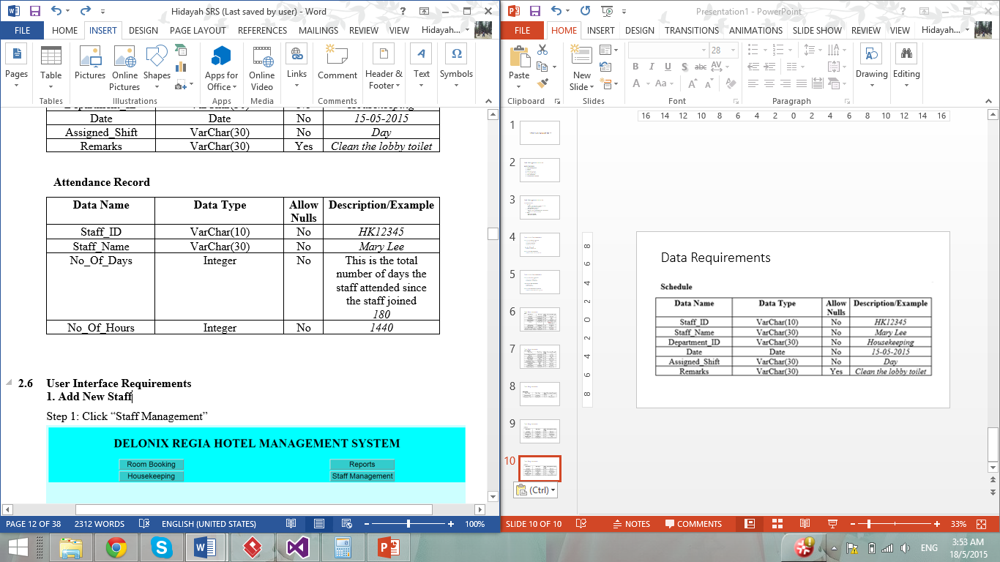 Hidayah SRS (Last saved by user) - Word
FILE HOME INSERT DESIGN PAGE LAYOUT REFERENCES MAILINGS REVIEW VIEW Hidayah...
Pages Table Pictures Online Pictures Shapes Apps for Office Online Video Links Comment Header & Footer Text Symbols
Tables Illustrations Apps Media Comments
Date Date No 15-05-2015
Assigned_Shift VarChar(30) No Day
Remarks VarChar(30) Yes Clean the lobby toilet
Attendance Record
Data Name Data Type Allow Nulls Description/Example
Staff_ID VarChar(10) No HK12345
Staff_Name VarChar(30) No Mary Lee
No_Of_Days Integer No This is the total
number of days the
staff attended since
the staff joined
180
No_Of_Hours Integer No 1440
2.6 User Interface Requirements
1. Add New Staff
Step 1: Click “Staff Management”
DELONIX REGIA HOTEL MANAGEMENT SYSTEM
Room Booking Reports
Housekeeping Staff Management
PAGE 12 OF 38 2312 WORDS ENGLISH (UNITED STATES) 100%
Presentation1 - PowerPoint
FILE HOME INSERT DESIGN TRANSITIONS ANIMATIONS SLIDE SHOW REVIEW VIEW Hidayah...
Paste New Slide 28 Drawing Editing
B I U S abc AV
Aa A A A
Clipboard Slides Font Paragraph
16 14 12 10 8 6 4 2 0 2 4 6 8 10 12 14 16
1
2
3
4
5
6
7
8
9
10
(Ctrl)
8 6 4 2 0 2 4 6 8
Data Requirements
Schedule
Data Name Data Type Allow Nulls Description/Example
Staff_ID VarChar(10) No HK12345
Staff_Name VarChar(30) No Mary Lee
Department_ID VarChar(30) No Housekeeping
Date Date No 15-05-2015
Assigned_Shift VarChar(30) No Day
Remarks VarChar(30) Yes Clean the lobby toilet
SLIDE 10 OF 10 NOTES COMMENTS 33%
ENG 3:53 AM
18/5/2015